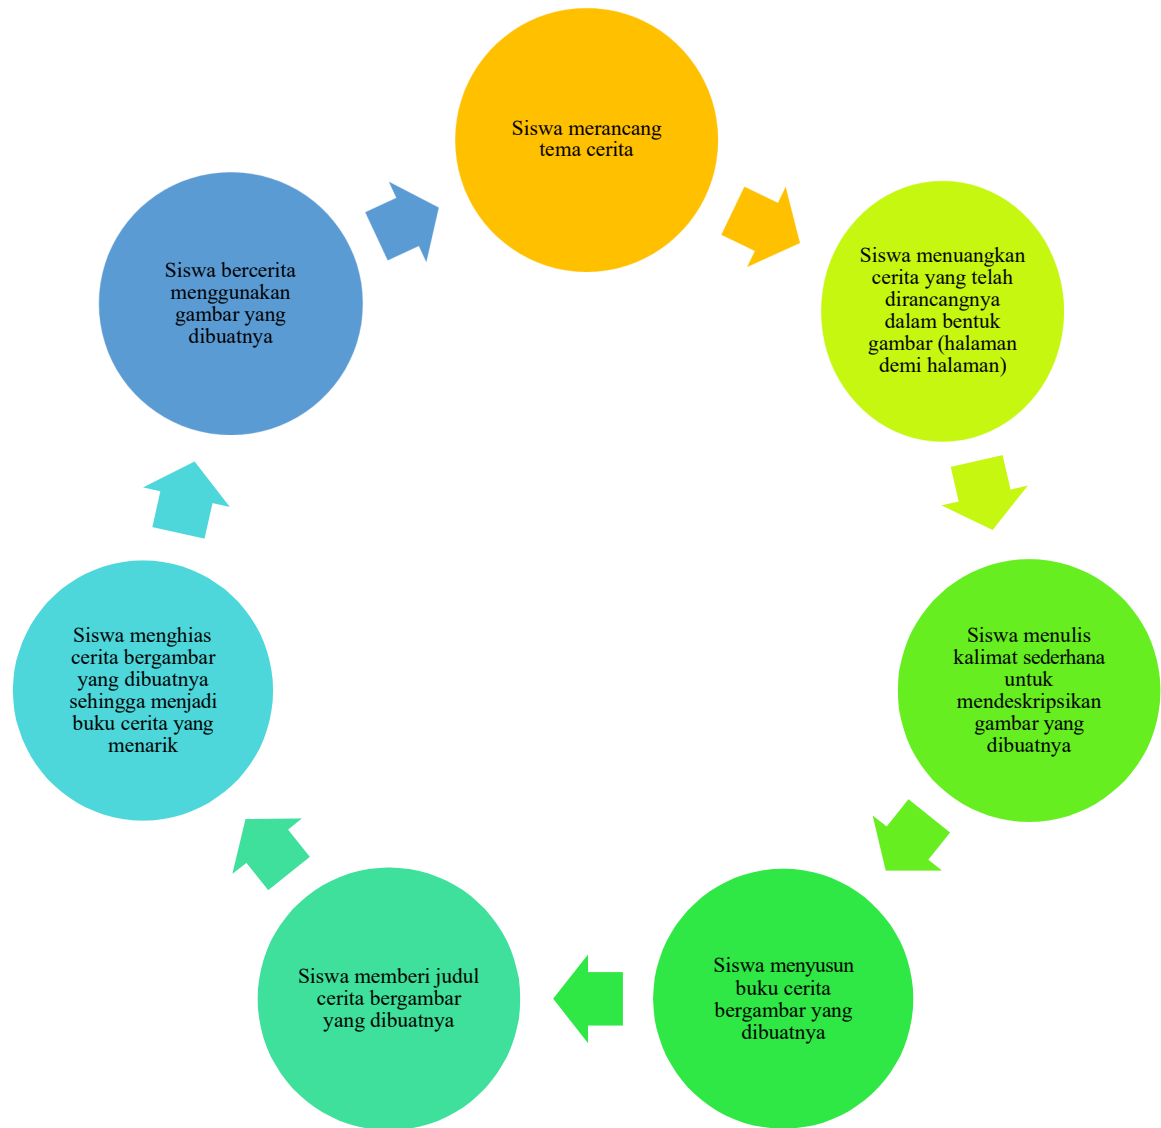 Siswa merancang
tema cerita
Siswa menuangkan
cerita yang telah
dirancangnya
dalam bentuk
gambar (halaman
demi halaman)
Siswa menulis
kalimat sederhana
untuk
mendeskripsikan
gambar yang
dibuatnya
Siswa menyusun
buku cerita
bergambar yang
dibuatnya
Siswa memberi judul
cerita bergambar
yang dibuatnya
Siswa menghias
cerita bergambar
yang dibuatnya
sehingga menjadi
buku cerita yang
menarik
Siswa bercerita
menggunakan
gambar yang
dibuatnya